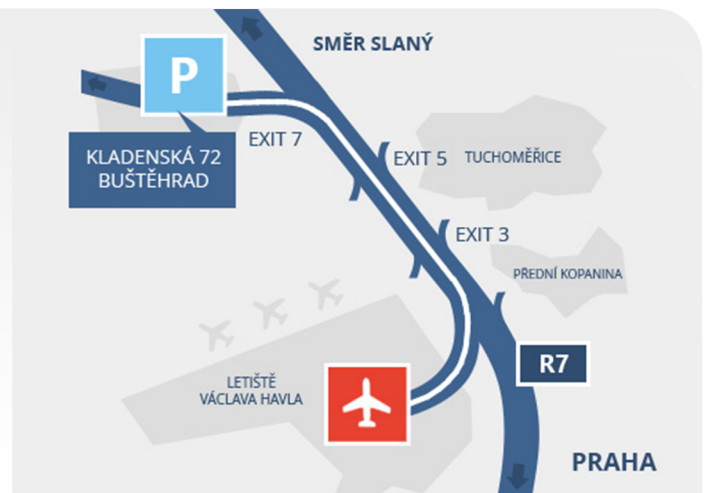 SMĚR SLANÝ
P
KLADENSKÁ 72
BUŠTĚHRAD
EXIT 7
EXIT 5
TUCHOMĚŘICE
EXIT 3
PŘEDNÍ KOPANINA
R7
LETIŠTĚ
VÁCLAVA HAVLA
PRAHA